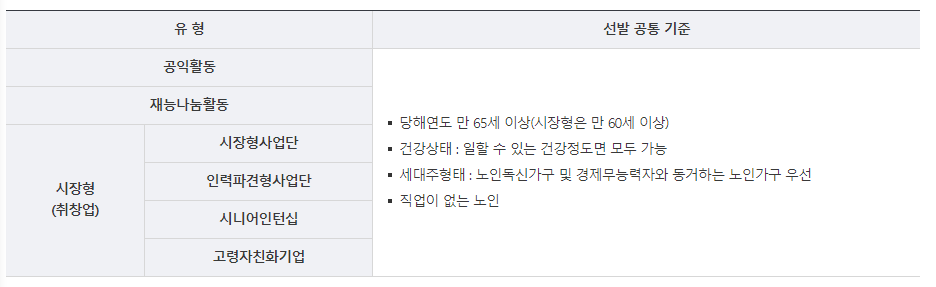 유 형
선발 공통 기준
공익활동
재능나눔활동
시장형
(취창업)
시장형사업단
인력파견형사업단
시니어인턴십
고령자친화기업
▪ 당해연도 만 65세 이상(시장형은 만 60세 이상)
▪ 건강상태 : 일할 수 있는 건강정도면 모두 가능
▪ 세대주형태 : 노인독신가구 및 경제무능력자와 동거하는 노인가구 우선
▪ 직업이 없는 노인